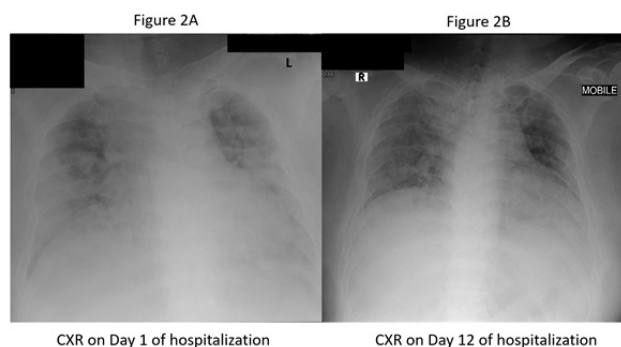 Figure 2A
Figure 2B
L
R
MOBILE
CXR on Day 1 of hospitalization
CXR on Day 12 of hospitalization